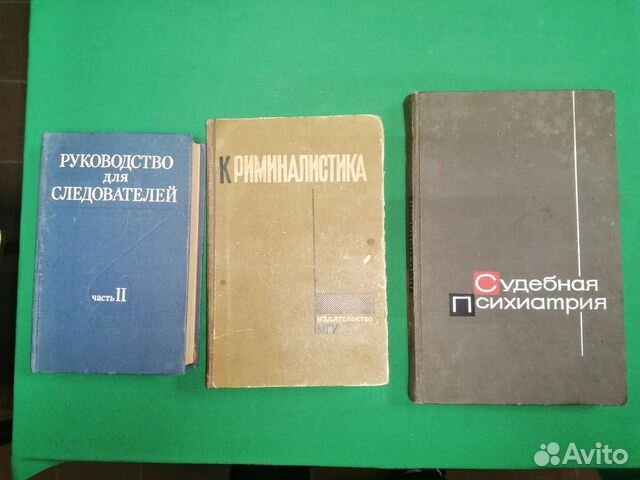 РУКОВОДСТВО
для
СЛЕДОВАТЕЛЕЙ
часть II
КРИМИНАЛИСТИКА
ИЗДАТЕЛЬСТВО
МГУ
Судебная
Психиатрия
Avito